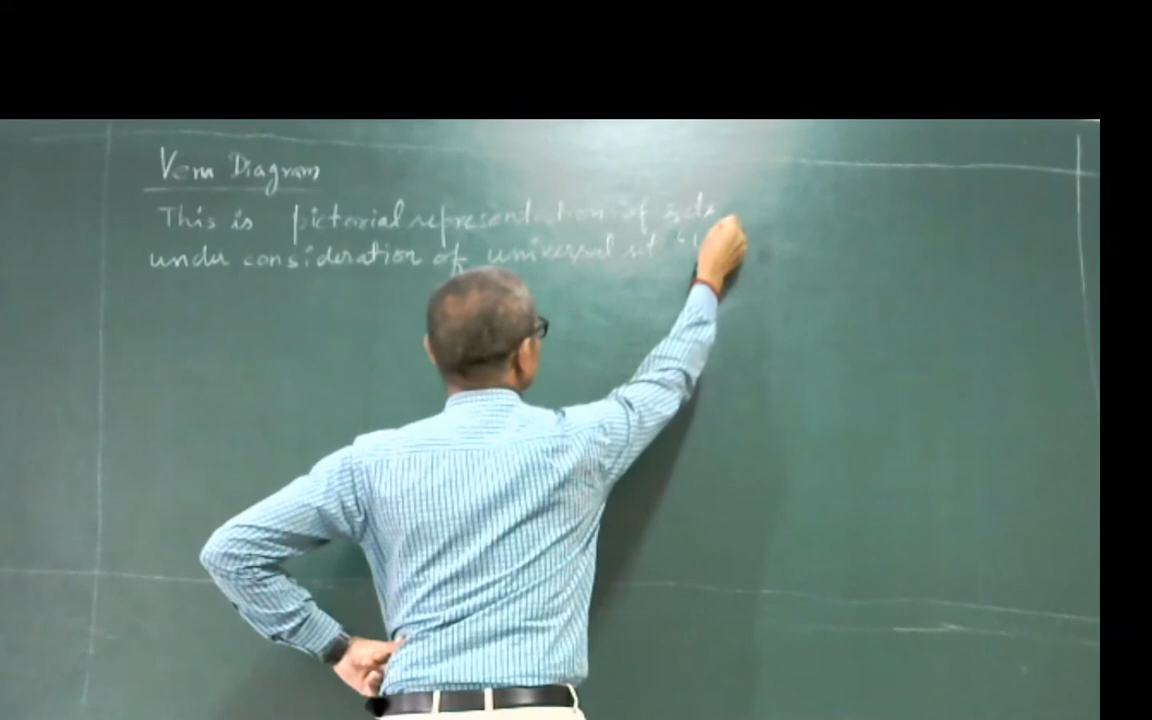 Venn Diagram
This is pictorial representation of sets
under consideration of universal set "